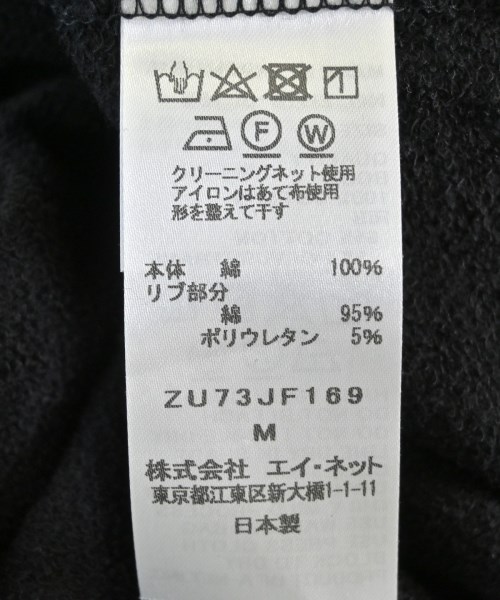 F W
クリーニングネット使用
アイロンはあて布使用
形を整えて干す
本体 綿 100%
リブ部分
綿 95%
ポリウレタン 5%
ZU73JF169
M
株式会社 エイ・ネット
東京都江東区新大橋1-1-11
日本製